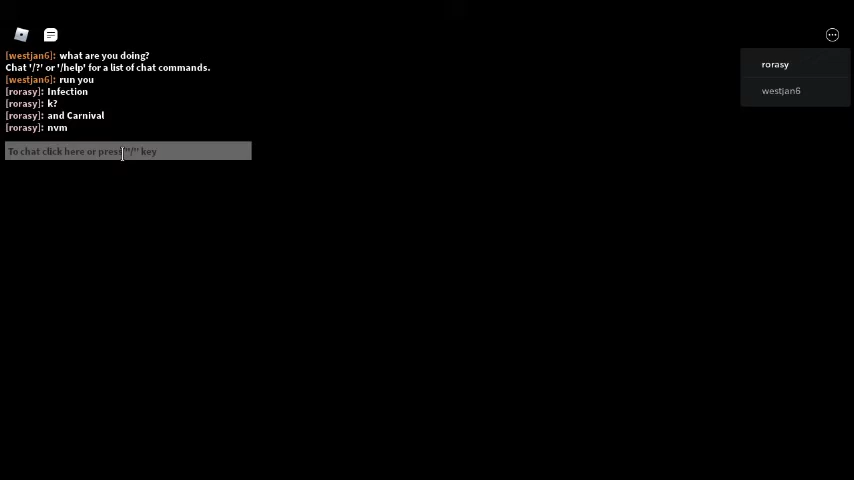 [westjan6]: what are you doing?
Chat '/?' or '/help' for a list of chat commands.
[westjan6]: run you
[rorasy]: Infection
[rorasy]: k?
[rorasy]: and Carnival
[rorasy]: nvm
To chat click here or press "/" key
rorasy
westjan6